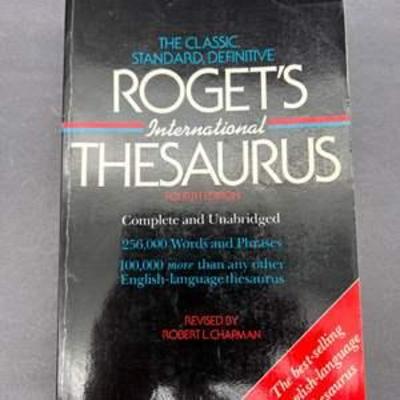 THE CLASSIC,
STANDARD, DEFINITIVE
ROGET'S
International
THESAURUS
FOURTH EDITION
Complete and Unabridged
256,000 Words and Phrases
100,000 more than any other
English-language thesaurus
REVISED BY
ROBERT L. CHAPMAN
The best-selling
English-language
thesaurus